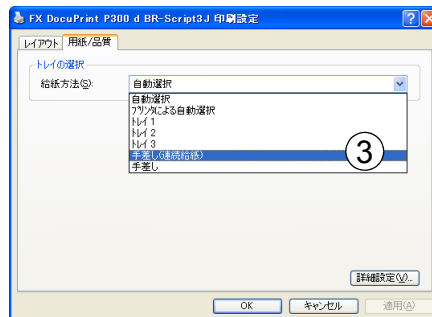 FX DocuPrint P300 d BR-Script3J 印刷設定
レイアウト 用紙/品質
トレイの選択
給紙方法(S): 自動選択
自動選択
プリンタによる自動選択
トレイ 1
トレイ 2
トレイ 3
手差し(連続給紙)
手差し
3
詳細設定(V)...
OK キャンセル 適用(A)